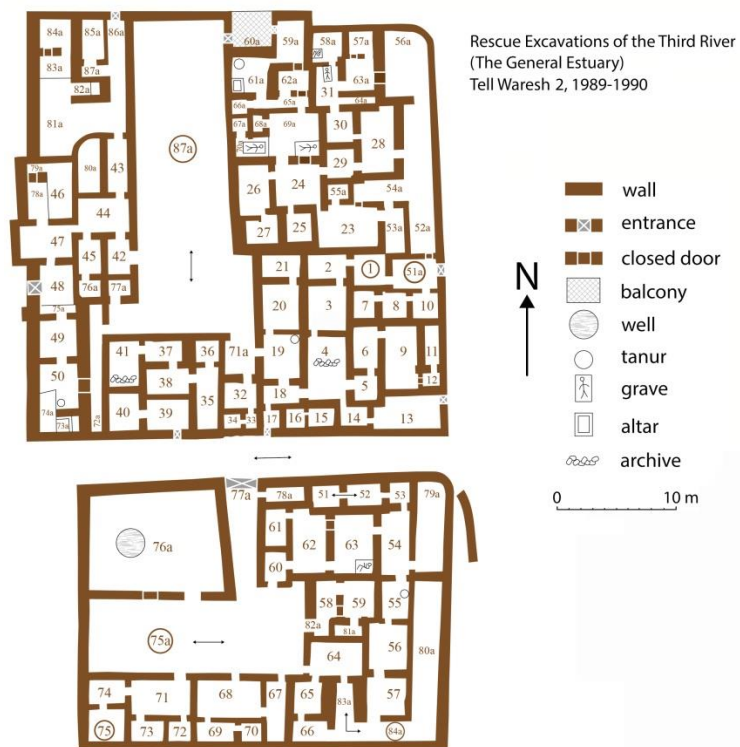 Rescue Excavations of the Third River
(The General Estuary)
Tell Waresh 2, 1989-1990
wall
entrance
closed door
balcony
well
tanur
grave
altar
archive
N
0 10 m
84a 85a 86a 60a 59a 58a 57a 56a
83a 87a 61a 62a 63a
82a 31
81a 66a 65a 64a
87a 67a 68a 69a 30
80a 43 70a 28
79a 29
78a 46 26 24 55a 54a
44
47 27 25 23 53a 52a
45 42
48 76a 77a 21 2 1 51a
75a 20 3 7 8 10
49 41 37 36 71a 19 4 6 9 11
50 38 32 18 5 12
74a 73a 72a 40 39 35 34 33 17 16 15 14 13
77a 78a 51 52 53 79a
76a 61 62 63 54
60
58 59 55
75a 82a 81a
64 56 80a
74 71 68 67 65 83a 57
75 73 72 69 70 66 84a